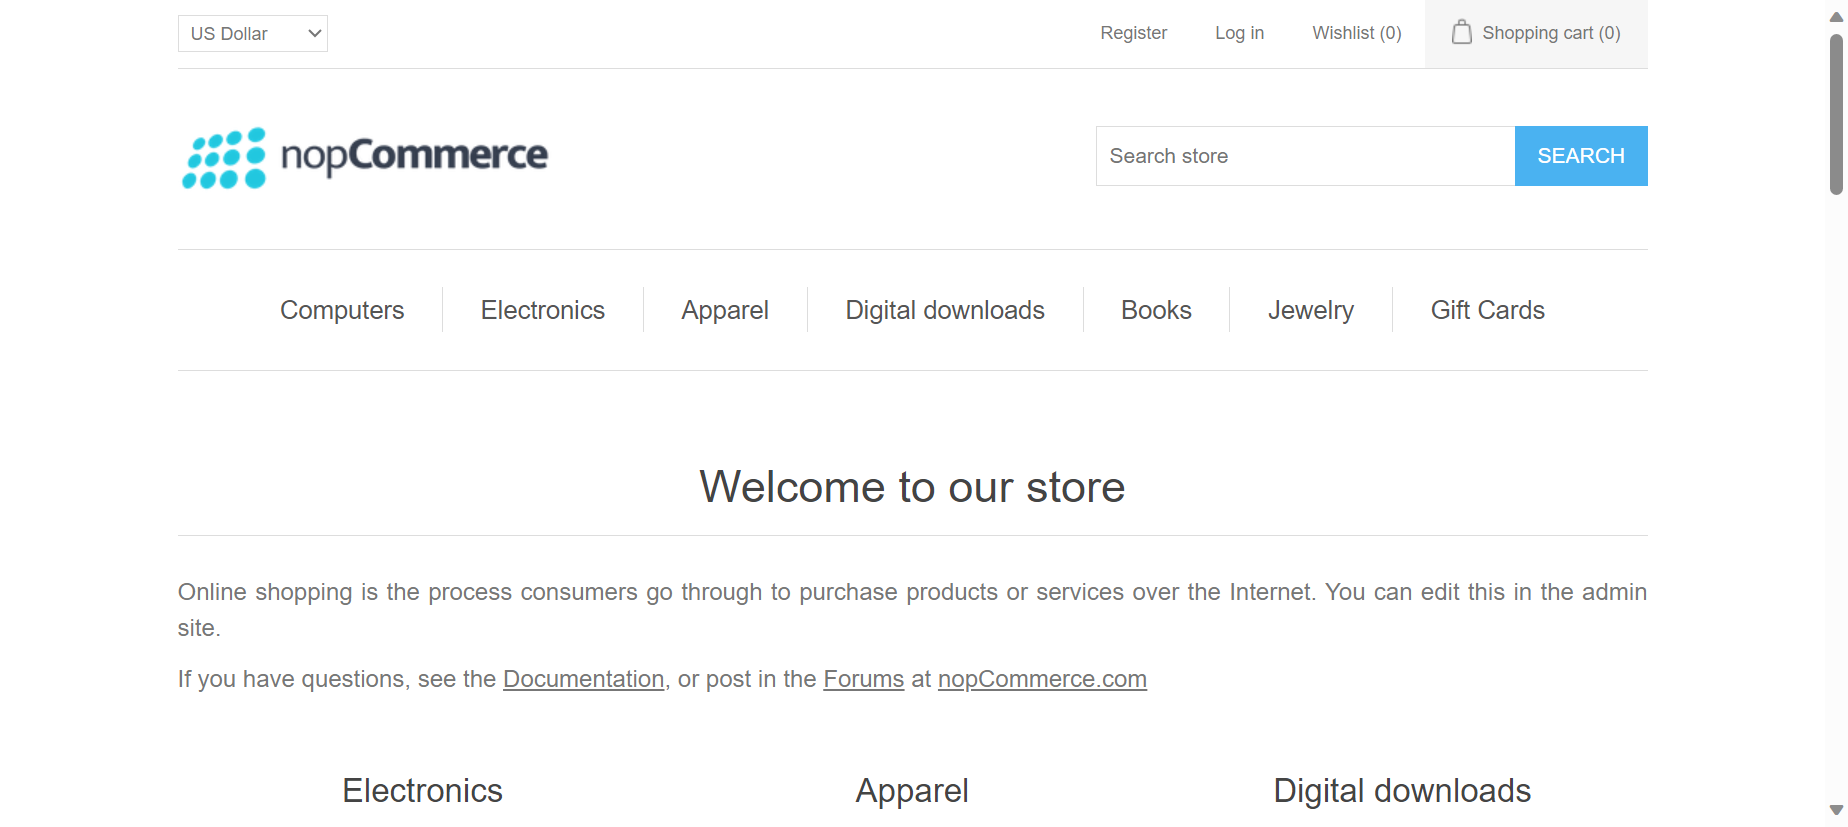 US Dollar
Register
Log in
Wishlist (0)
Shopping cart (0)
nopCommerce
Search store
SEARCH
Computers
Electronics
Apparel
Digital downloads
Books
Jewelry
Gift Cards
Welcome to our store
Online shopping is the process consumers go through to purchase products or services over the Internet. You can edit this in the admin
site.
If you have questions, see the Documentation, or post in the Forums at nopCommerce.com
Electronics
Apparel
Digital downloads